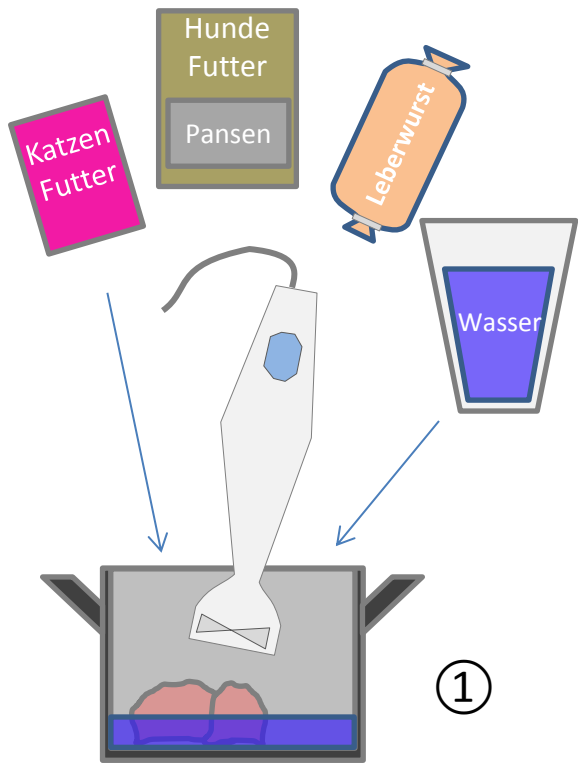 Hunde
Futter
Pansen
Katzen
Futter
Leberwurst
Wasser
①